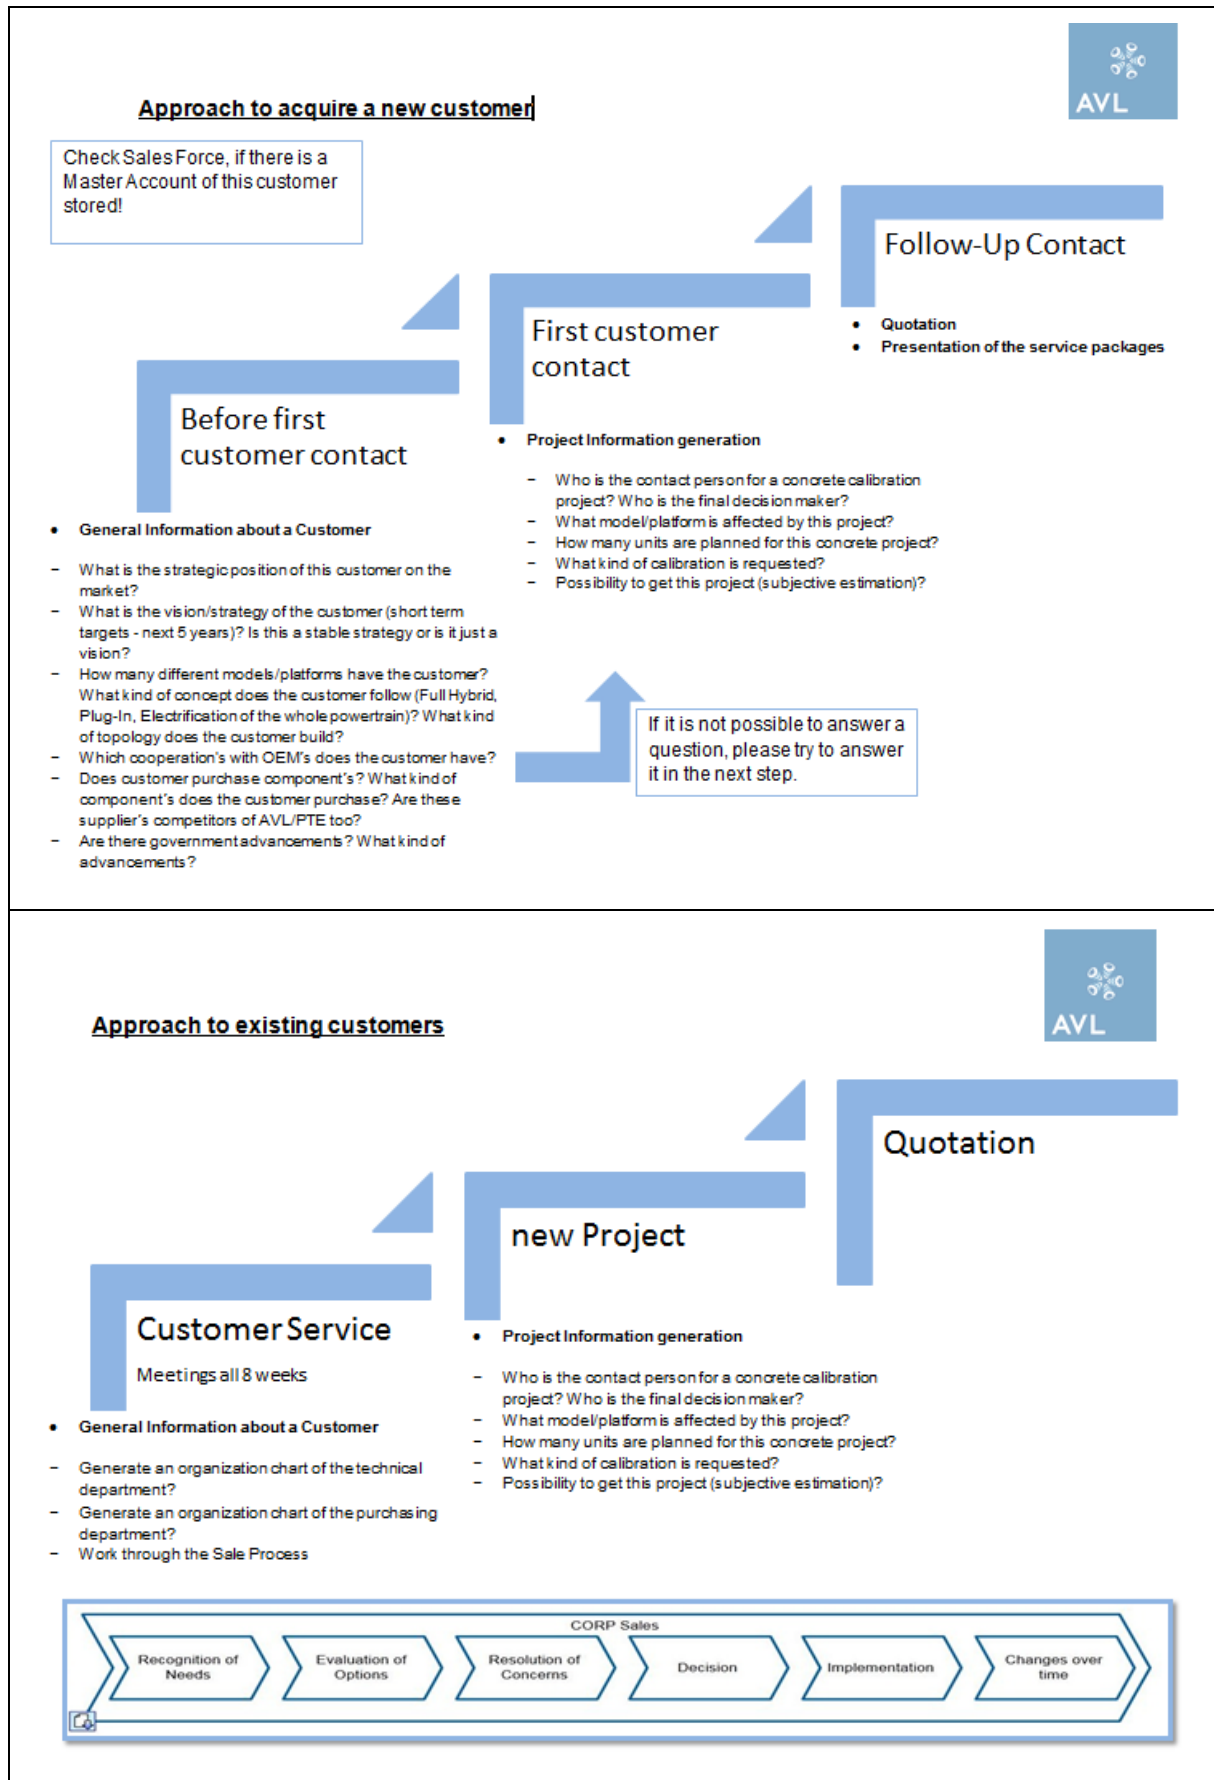 AVL
Approach to acquire a new customer
Check Sales Force, if there is a
Master Account of this customer
stored!
Follow-Up Contact
• Quotation
• Presentation of the service packages
First customer
contact
• Project Information generation
– Who is the contact person for a concrete calibration
project? Who is the final decision maker?
– What model/platform is affected by this project?
– How many units are planned for this concrete project?
– What kind of calibration is requested?
– Possibility to get this project (subjective estimation)?
Before first
customer contact
• General Information about a Customer
– What is the strategic position of this customer on the
market?
– What is the vision/strategy of the customer (short term
targets - next 5 years)? Is this a stable strategy or is it just a
vision?
– How many different models/platforms have the customer?
What kind of concept does the customer follow (Full Hybrid,
Plug-In, Electrification of the whole powertrain)? What kind
of topology does the customer build?
– Which cooperation's with OEM's does the customer have?
– Does customer purchase component's? What kind of
component's does the customer purchase? Are these
supplier's competitors of AVL/PTE too?
– Are there government advancements? What kind of
advancements?
If it is not possible to answer a
question, please try to answer
it in the next step.
AVL
Approach to existing customers
Quotation
new Project
• Project Information generation
– Who is the contact person for a concrete calibration
project? Who is the final decision maker?
– What model/platform is affected by this project?
– How many units are planned for this concrete project?
– What kind of calibration is requested?
– Possibility to get this project (subjective estimation)?
Customer Service
Meetings all 8 weeks
• General Information about a Customer
– Generate an organization chart of the technical
department?
– Generate an organization chart of the purchasing
department?
– Work through the Sale Process
CORP Sales
Recognition of
Needs
Evaluation of
Options
Resolution of
Concerns
Decision
Implementation
Changes over
time